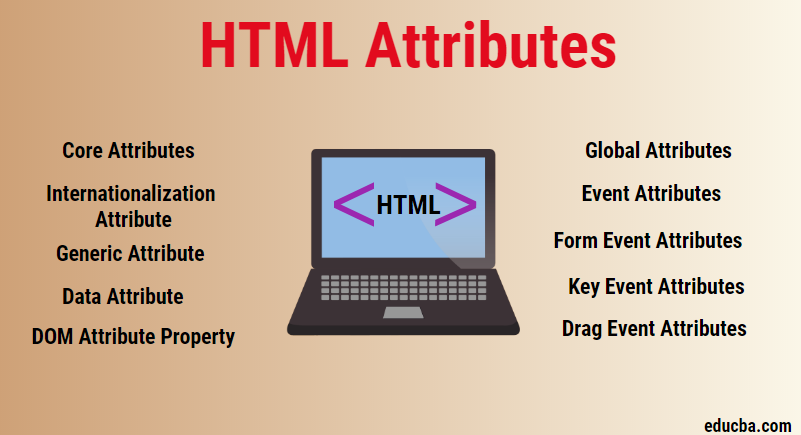 HTML Attributes
Core Attributes
Internationalization
Attribute
Generic Attribute
Data Attribute
DOM Attribute Property
<HTML>
Global Attributes
Event Attributes
Form Event Attributes
Key Event Attributes
Drag Event Attributes
educba.com